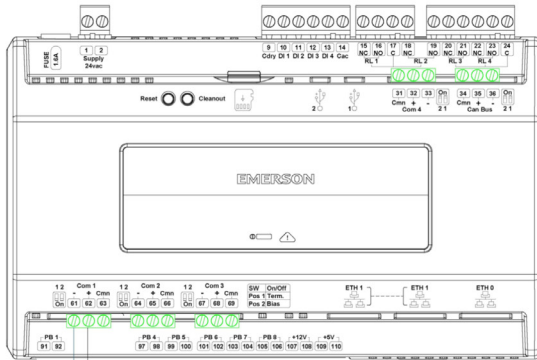 FUSE
1.6A
1 2
Supply
24vac
9 10 11 12 13 14
Cdry DI 1 DI 2 DI 3 DI 4 Cac
15 16 17 18 19 20 21 22 23 24
NC NO C NC NO NC NO NC NO C
RL 1 RL 2 RL 3 RL 4
31 32 33 On
Cmn + - 2 1
Com 4
34 35 36 On
Cmn + - 2 1
Can Bus
Reset Cleanout
2
1
EMERSON
1 2 Com 1
- + Cmn
On 61 62 63
1 2 Com 2
- + Cmn
On 64 65 66
1 2 Com 3
- + Cmn
On 67 68 69
SW On/Off
Pos 1 Term.
Pos 2 Bias
ETH 1 ETH 1 ETH 0
PB 1 PB 4 PB 5 PB 6 PB 7 PB 8 +12V +5V
91 92 97 98 99 100 101 102 103 104 105 106 107 108 109 110